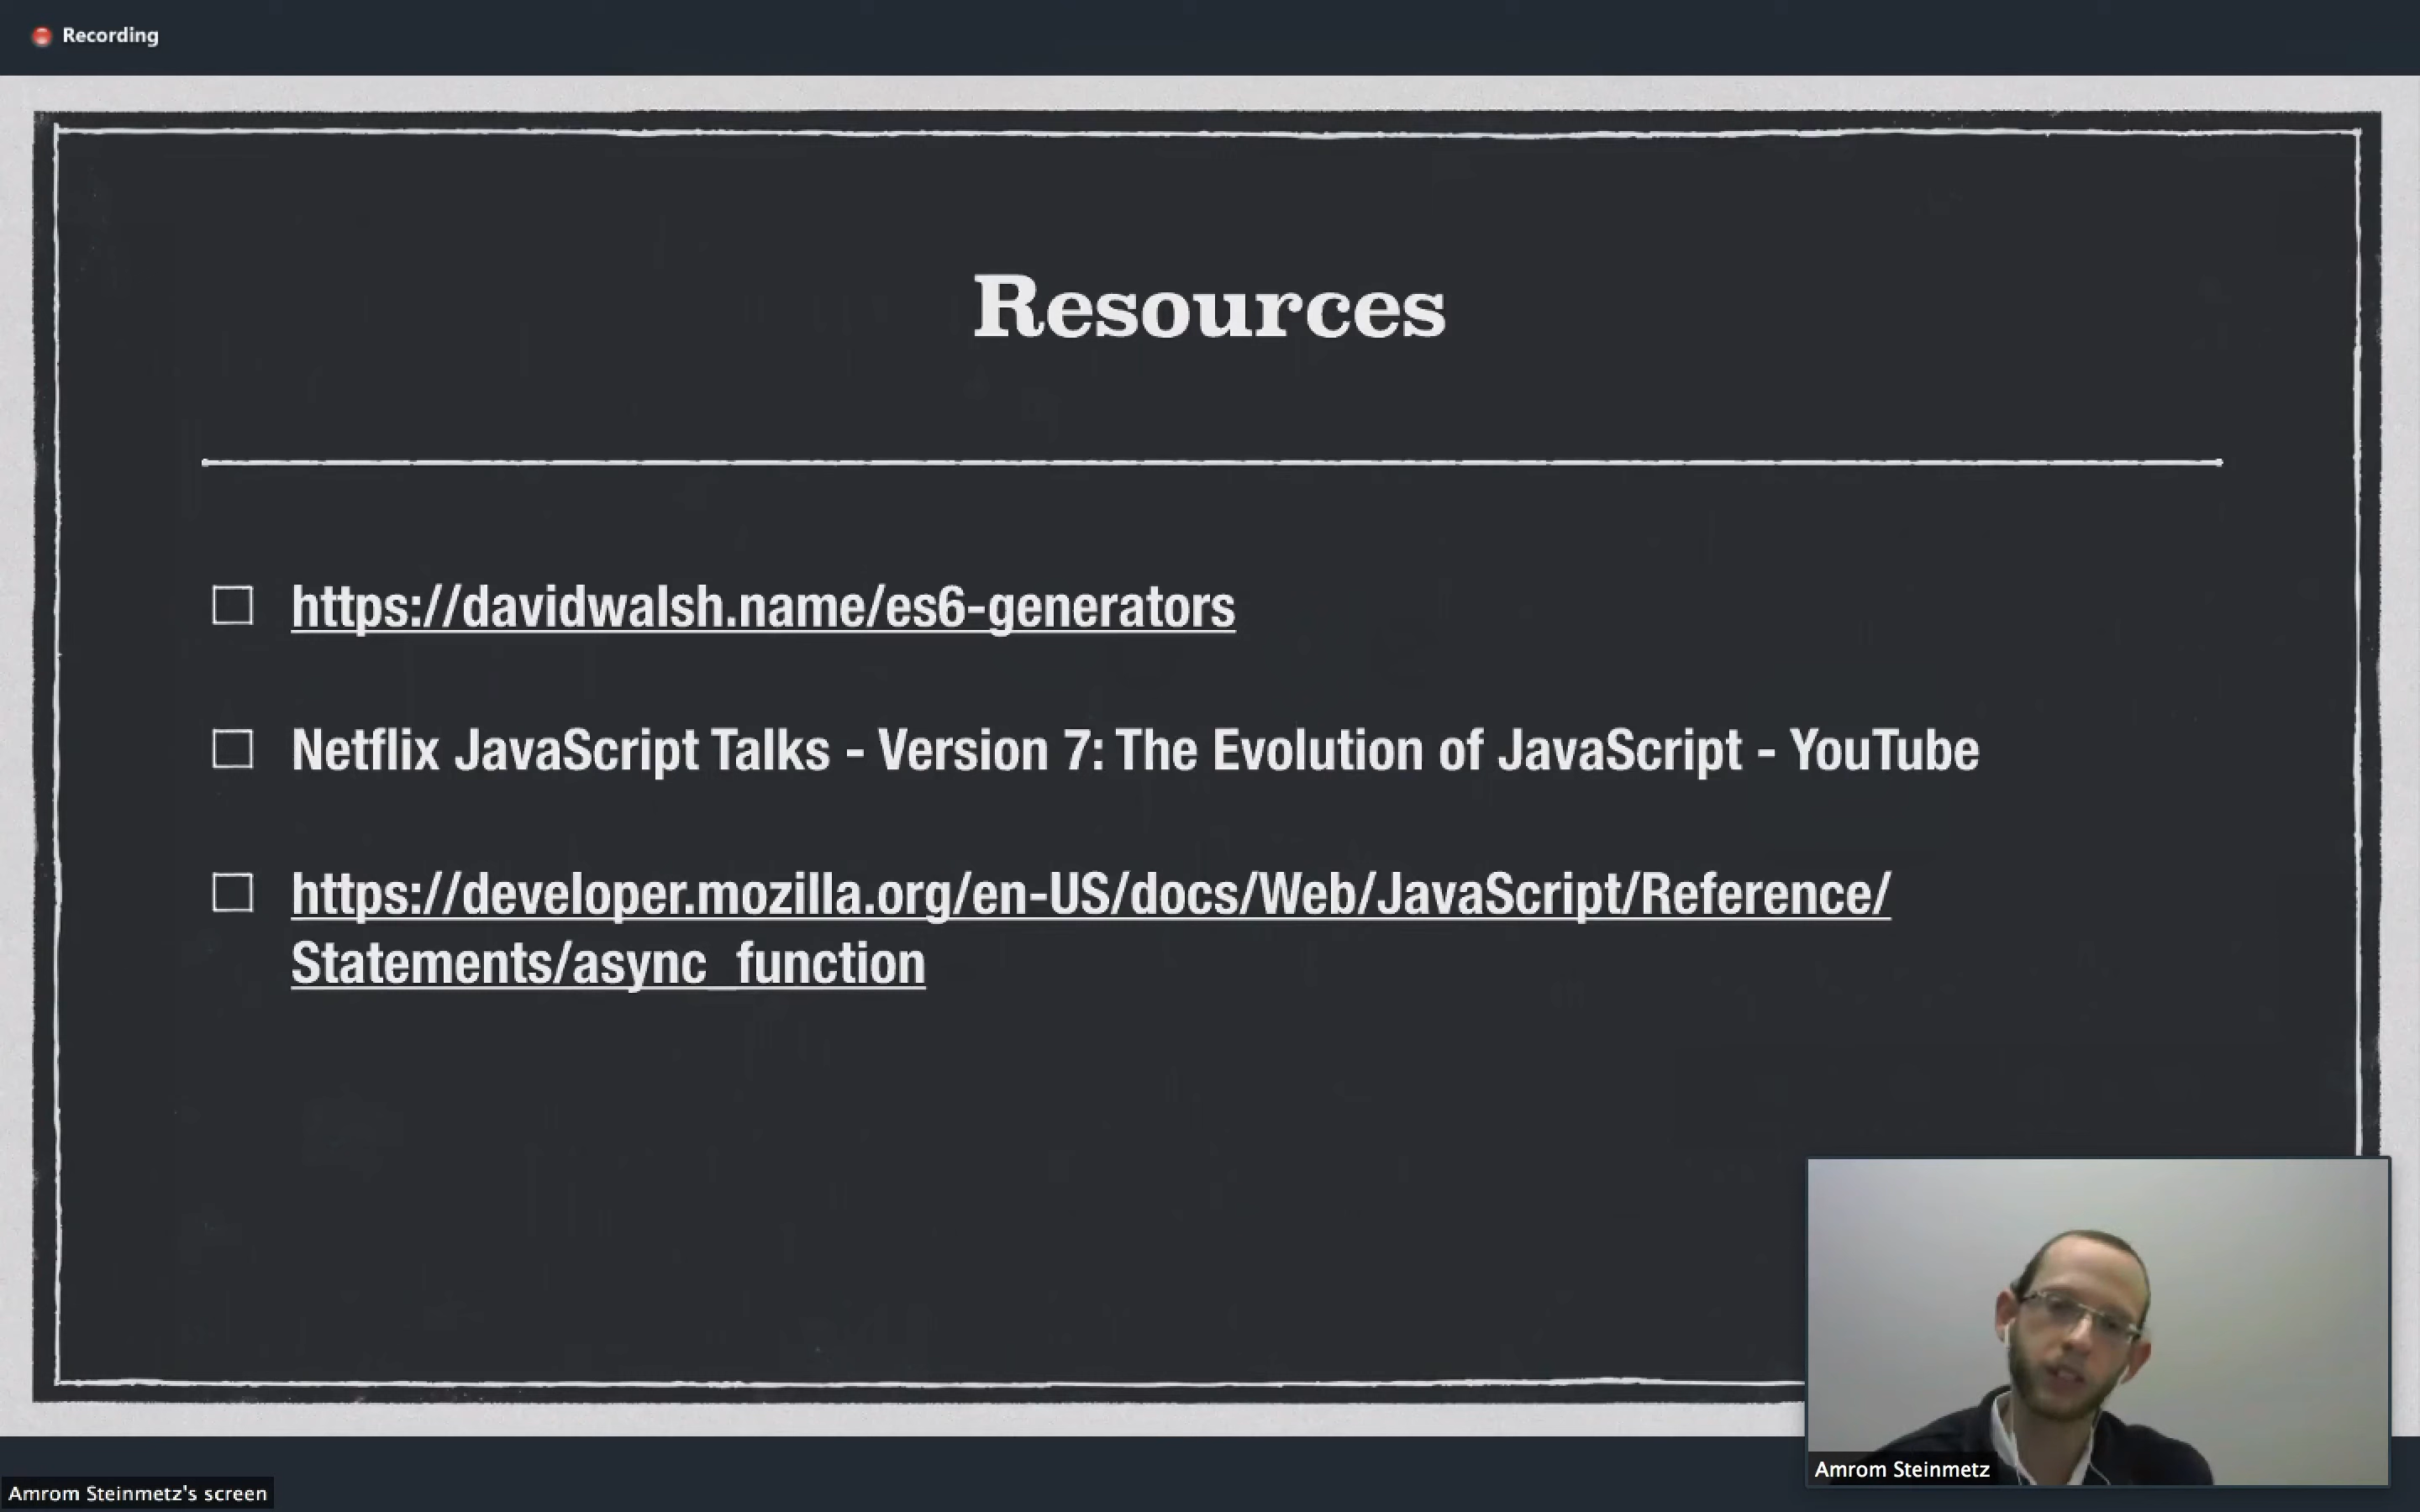 Recording
Resources
https://davidwalsh.name/es6-generators
Netflix JavaScript Talks - Version 7: The Evolution of JavaScript - YouTube
https://developer.mozilla.org/en-US/docs/Web/JavaScript/Reference/
Statements/async_function
Amrom Steinmetz
Amrom Steinmetz's screen